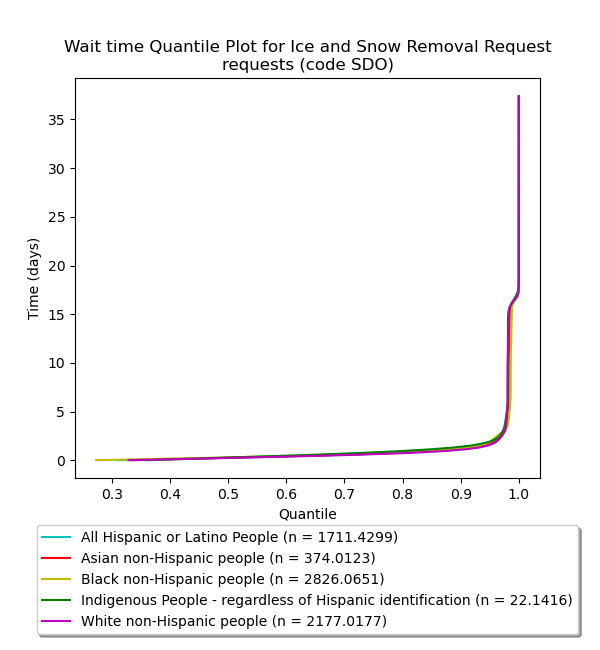 Wait time Quantile Plot for Ice and Snow Removal Request
requests (code SDO)
35
30
25
20
15
10
5
0
Time (days)
0.3 0.4 0.5 0.6 0.7 0.8 0.9 1.0
Quantile
All Hispanic or Latino People (n = 1711.4299)
Asian non-Hispanic people (n = 374.0123)
Black non-Hispanic people (n = 2826.0651)
Indigenous People - regardless of Hispanic identification (n = 22.1416)
White non-Hispanic people (n = 2177.0177)